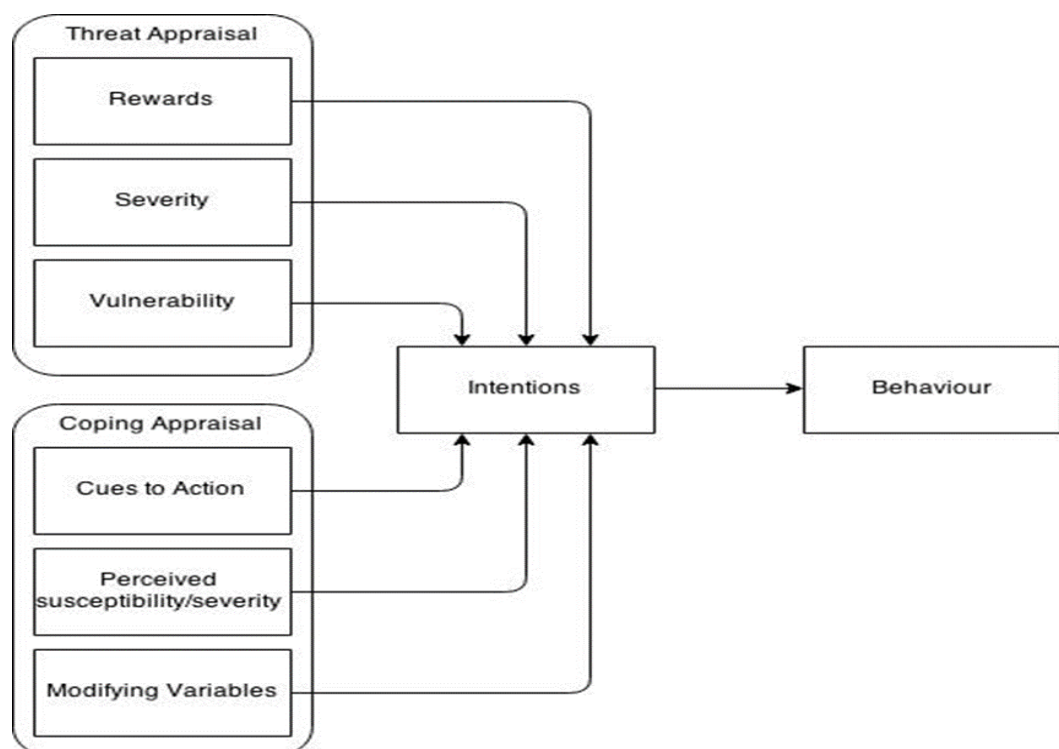 Threat Appraisal
Rewards
Severity
Vulnerability
Intentions
Behaviour
Coping Appraisal
Cues to Action
Perceived
susceptibility/severity
Modifying Variables